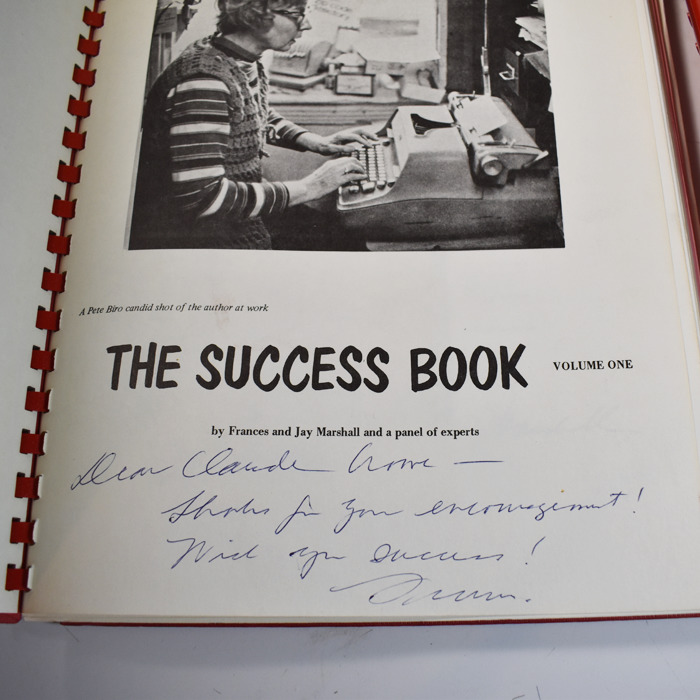 A Pete Biro candid shot of the author at work
THE SUCCESS BOOK VOLUME ONE
by Frances and Jay Marshall and a panel of experts
Dear Claude Crowe —
Thanks for your encouragement!
Wish you success!